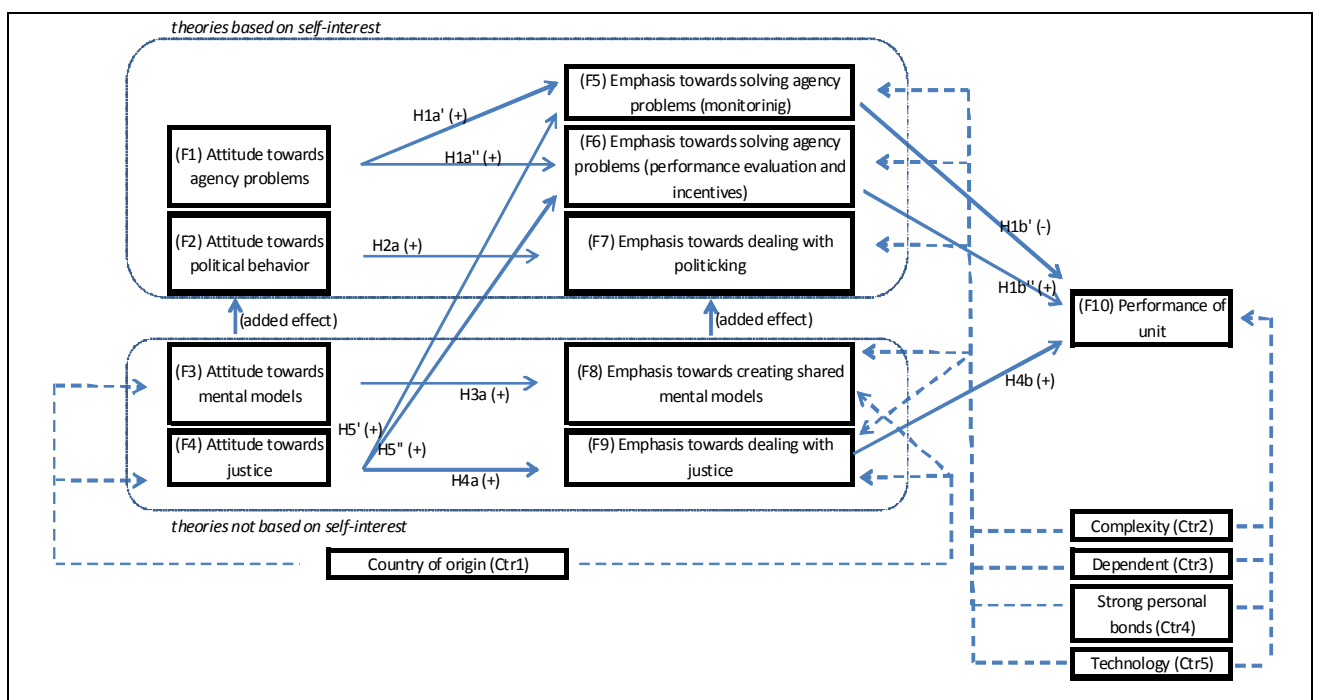 theories based on self-interest
(F5) Emphasis towards solving agency
problems (monitorinig)
H1a' (+)
(F1) Attitude towards
agency problems
H1a'' (+)
(F6) Emphasis towards solving agency
problems (performance evaluation and
incentives)
(F2) Attitude towards
political behavior
H2a (+)
(F7) Emphasis towards dealing with
politicking
H1b' (-)
H1b'' (+)
(F10) Performance of
unit
(added effect)
(added effect)
(F3) Attitude towards
mental models
H3a (+)
(F8) Emphasis towards creating shared
mental models
H4b (+)
(F4) Attitude towards
justice
H5' (+)
H5" (+)
H4a (+)
(F9) Emphasis towards dealing with
justice
theories not based on self-interest
Country of origin (Ctr1)
Complexity (Ctr2)
Dependent (Ctr3)
Strong personal
bonds (Ctr4)
Technology (Ctr5)